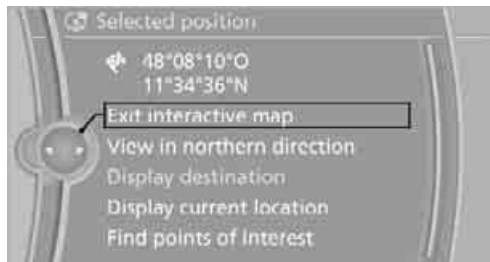 Selected position
48°08'10"O
11°34'36"N
Exit interactive map
View in northern direction
Display destination
Display current location
Find points of Interest